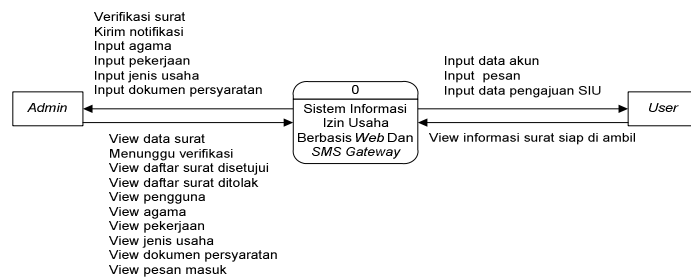 Verifikasi surat
Kirim notifikasi
Input agama
Input pekerjaan
Input jenis usaha
Input dokumen persyaratan
Admin
View data surat
Menunggu verifikasi
View daftar surat disetujui
View daftar surat ditolak
View pengguna
View agama
View pekerjaan
View jenis usaha
View dokumen persyaratan
View pesan masuk
0
Sistem Informasi
Izin Usaha
Berbasis Web Dan
SMS Gateway
Input data akun
Input pesan
Input data pengajuan SIU
User
View informasi surat siap di ambil